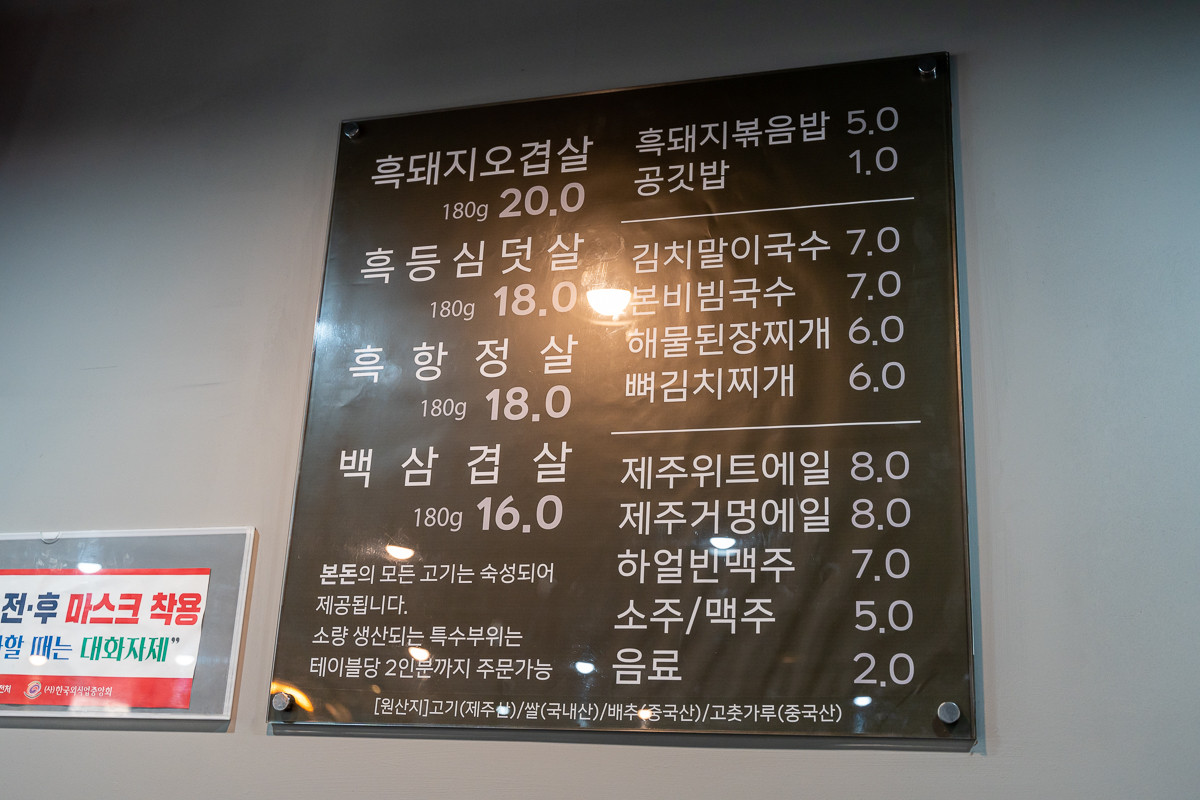 흑돼지오겹살
180g 20.0
흑등심덧살
180g 18.0
흑항정살
180g 18.0
백삼겹살
180g 16.0
본돈의 모든 고기는 숙성되어
제공됩니다.
소량 생산되는 특수부위는
테이블당 2인분까지 주문가능
흑돼지볶음밥 5.0
공깃밥 1.0
김치말이국수 7.0
본비빔국수 7.0
해물된장찌개 6.0
뼈김치찌개 6.0
제주위트에일 8.0
제주거멍에일 8.0
하얼빈맥주 7.0
소주/맥주 5.0
음료 2.0
[원산지]고기(제주산)/쌀(국내산)/배추(중국산)/고춧가루(중국산)
전·후 마스크 착용
할 때는 대화자제"
(사)한국외식업중앙회